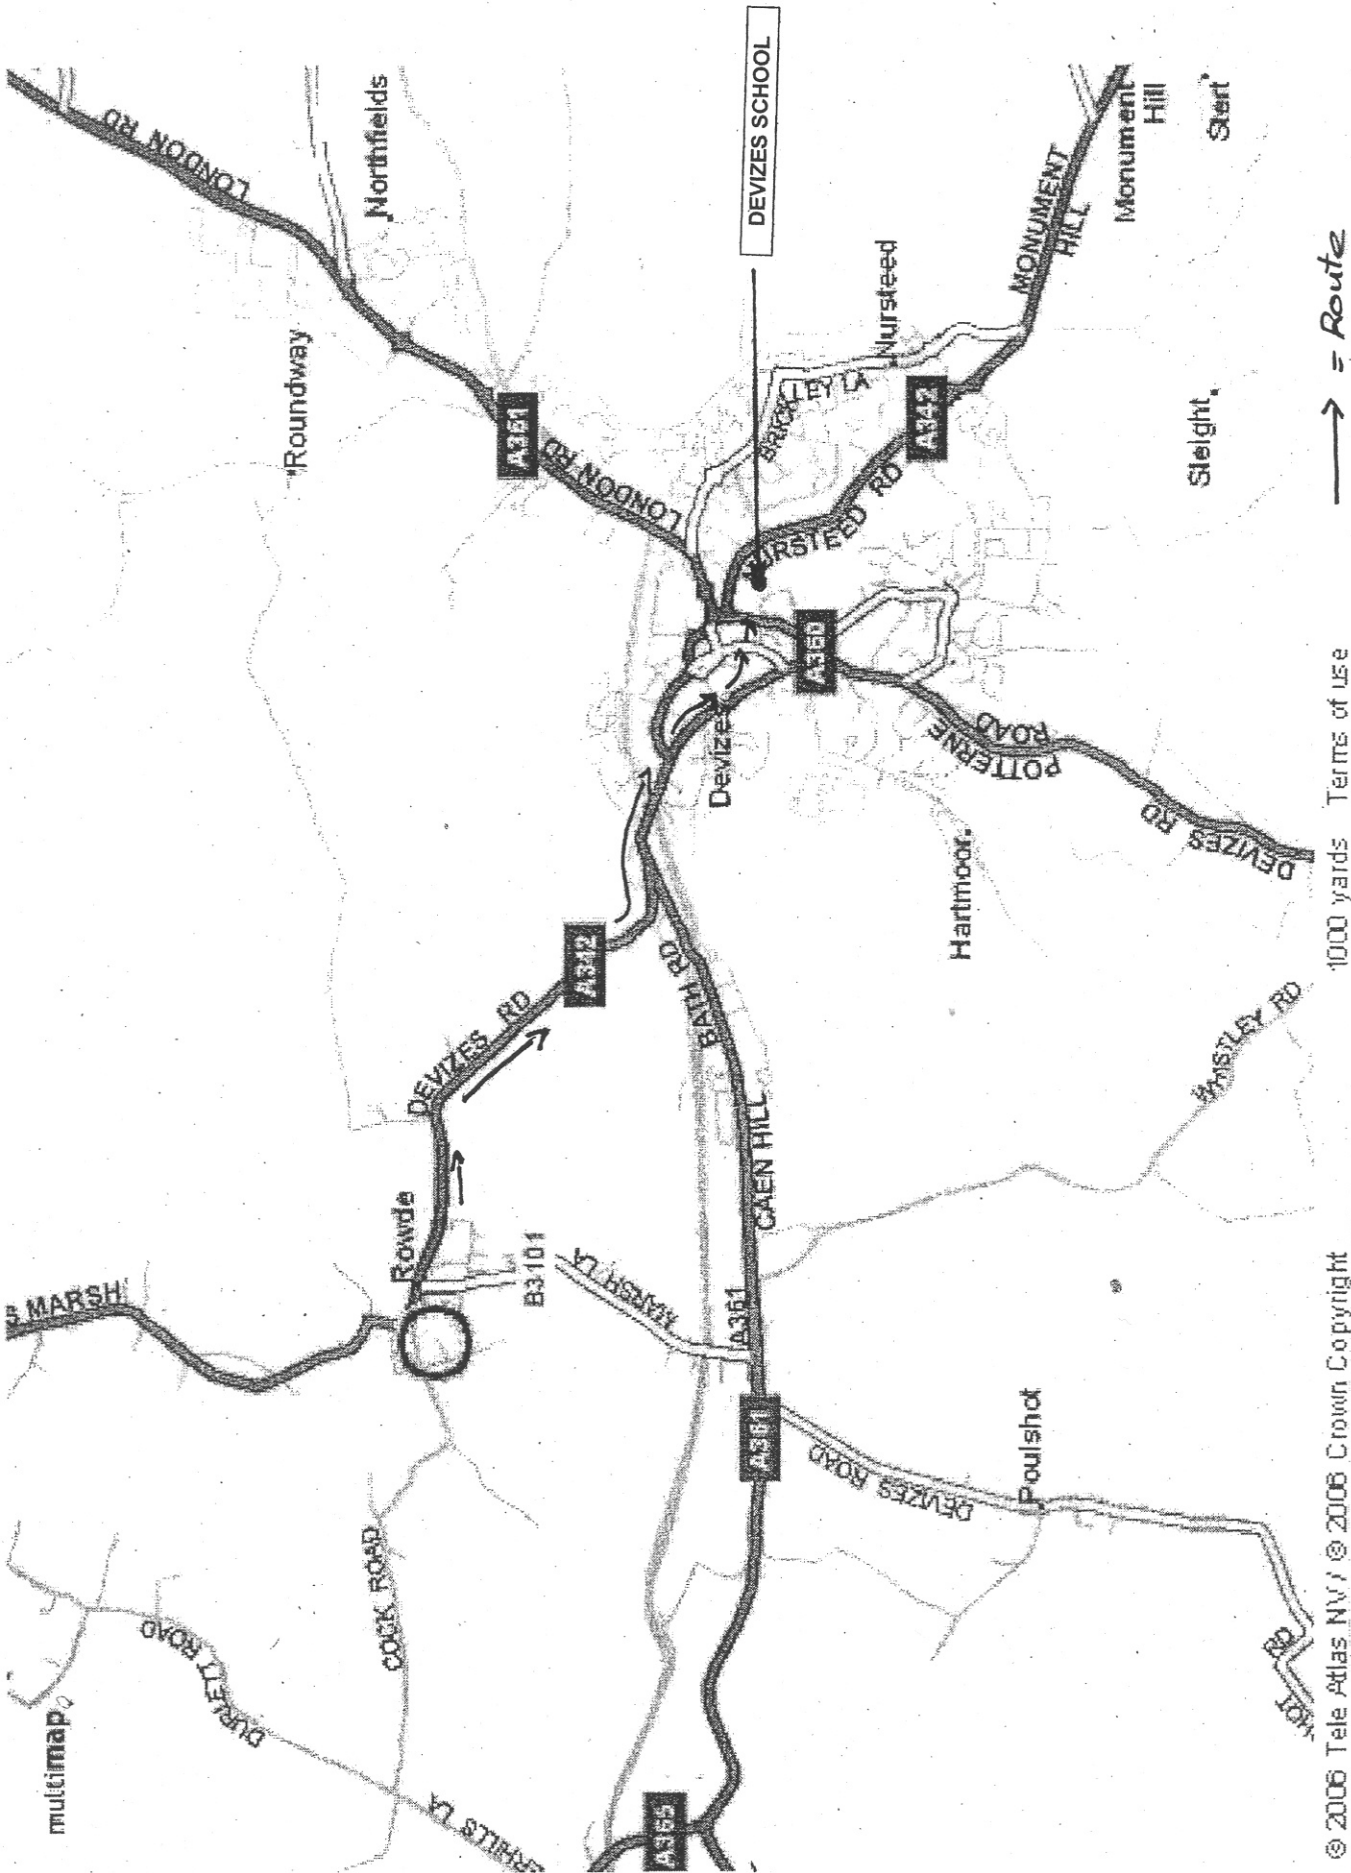 multimap
LONDON RD
Northfields
Roundway
S MARSH
DURLETT ROAD
COCK ROAD
ERHILLS LA
Rowde
DEVIZES RD
A361
LONDON RD
B3101
A342
MARSH LA
BATH RD
Devizes
DEVIZES SCHOOL
BRICKLEY LA
NURSTEED RD
Nursteed
A342
A360
MONUMENT
HILL
Monument
Hill
Stert
A365
A361
A361
CAEN HILL
POTTERNE
ROAD
Hartmoor
Sleight
DEVIZES ROAD
Poulshot
DEVIZES RD
HOT RD
© 2006 Tele Atlas NV / © 2006 Crown Copyright
1000 yards
Terms of use
= Route